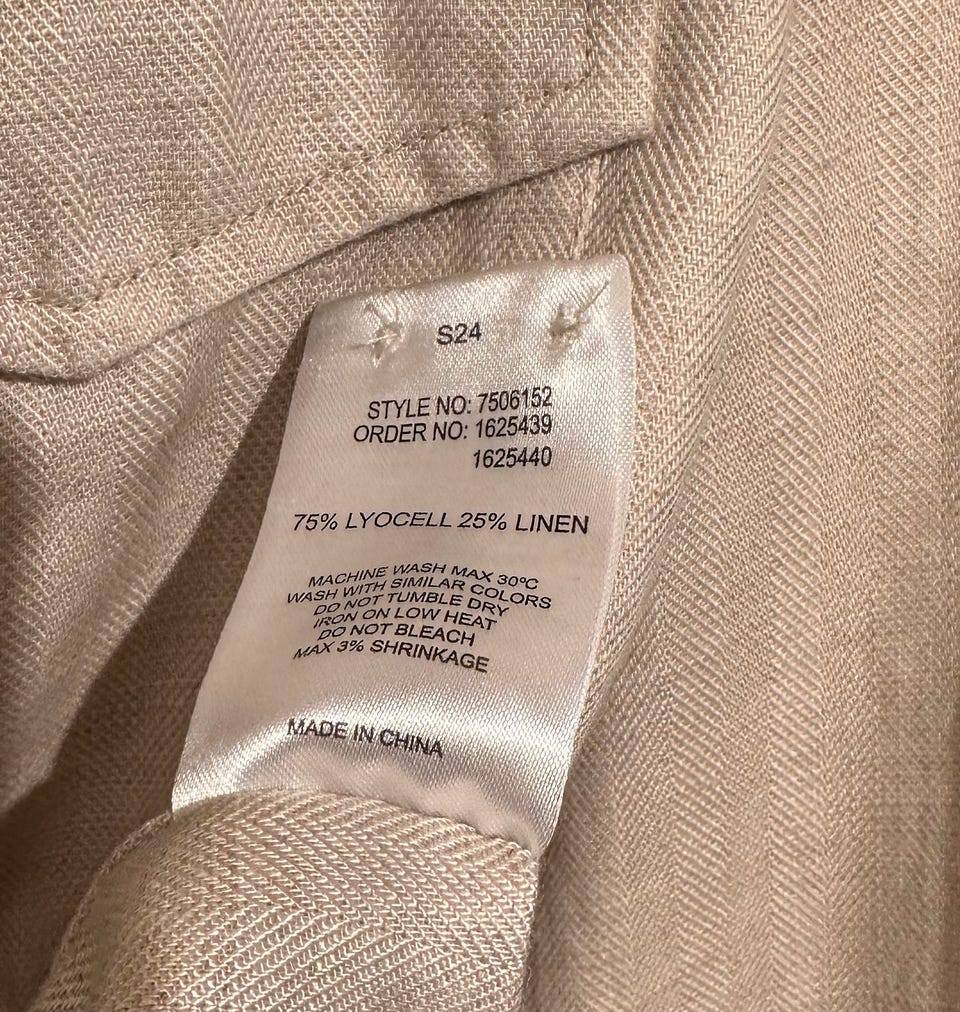 S24
STYLE NO: 7506152
ORDER NO: 1625439
1625440
75% LYOCELL 25% LINEN
MACHINE WASH MAX 30ºC
WASH WITH SIMILAR COLORS
DO NOT TUMBLE DRY
IRON ON LOW HEAT
DO NOT BLEACH
MAX 3% SHRINKAGE
MADE IN CHINA